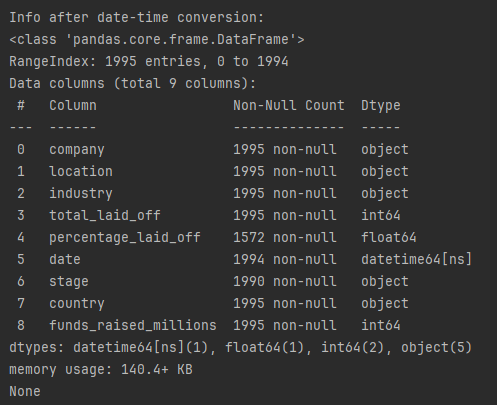 Info after date-time conversion:
<class 'pandas.core.frame.DataFrame'>
RangeIndex: 1995 entries, 0 to 1994
Data columns (total 9 columns):
 #   Column                Non-Null Count  Dtype
---  ------                --------------  -----
 0   company               1995 non-null   object
 1   location              1995 non-null   object
 2   industry              1995 non-null   object
 3   total_laid_off        1995 non-null   int64
 4   percentage_laid_off   1572 non-null   float64
 5   date                  1994 non-null   datetime64[ns]
 6   stage                 1990 non-null   object
 7   country               1995 non-null   object
 8   funds_raised_millions  1995 non-null   int64
dtypes: datetime64[ns](1), float64(1), int64(2), object(5)
memory usage: 140.4+ KB
None